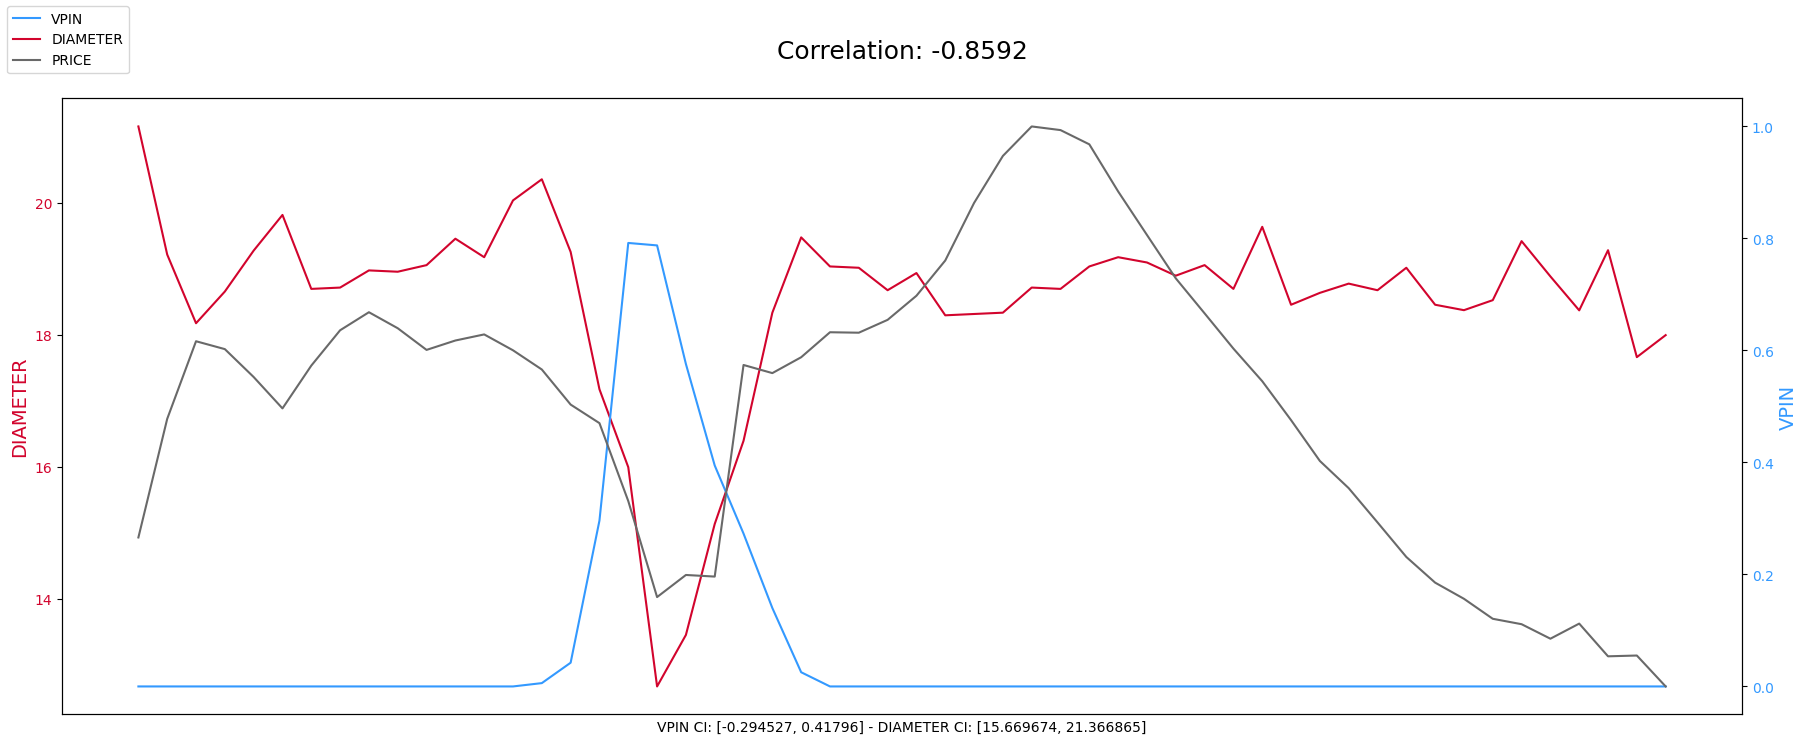 VPIN
DIAMETER
PRICE
Correlation: -0.8592
DIAMETER
20
18
16
14
1.0
0.8
0.6
0.4
0.2
0.0
VPIN
VPIN CI: [-0.294527, 0.41796] - DIAMETER CI: [15.669674, 21.366865]